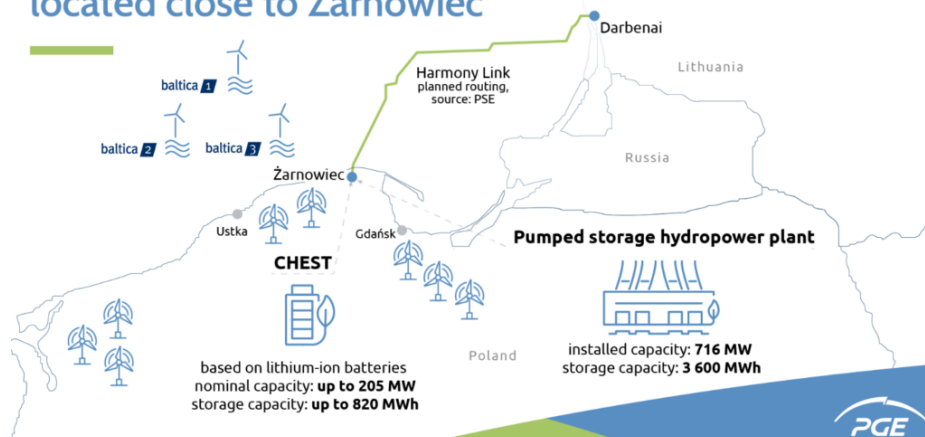 located close to Żarnowiec
Darbenai
Lithuania
Harmony Link
planned routing,
source: PSE
baltica 1
baltica 2
baltica 3
Russia
Żarnowiec
Ustka
Gdańsk
Pumped storage hydropower plant
CHEST
installed capacity: 716 MW
storage capacity: 3 600 MWh
Poland
based on lithium-ion batteries
nominal capacity: up to 205 MW
storage capacity: up to 820 MWh
PGE